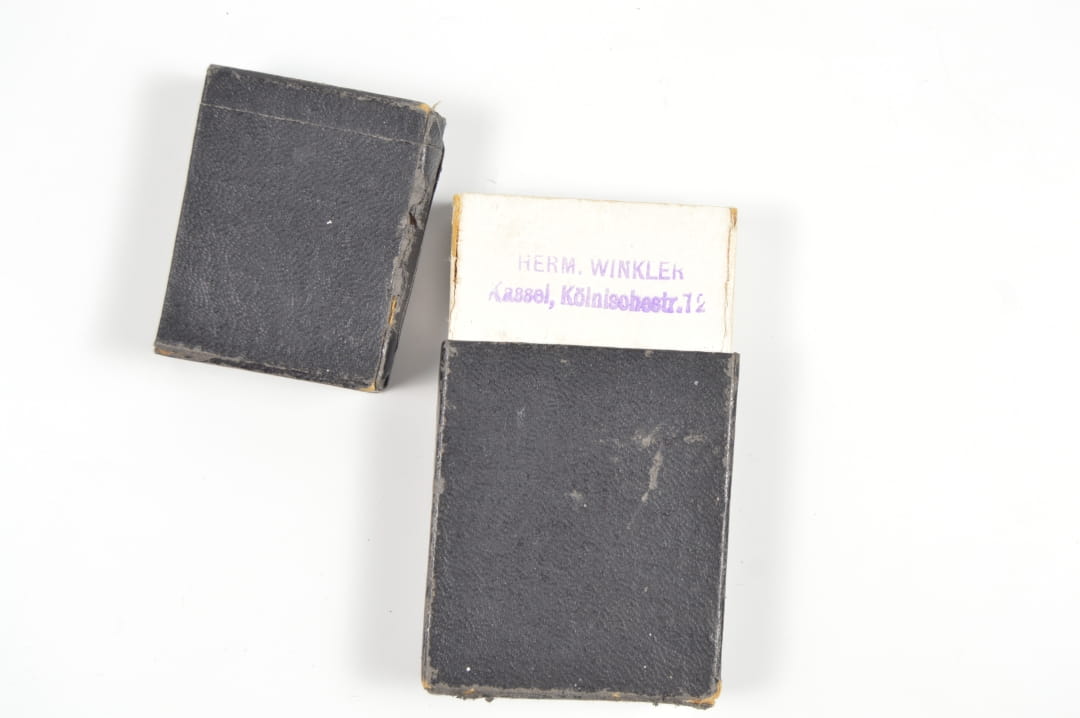 HERM. WINKLER
Kassel, Kölnischestr. 12